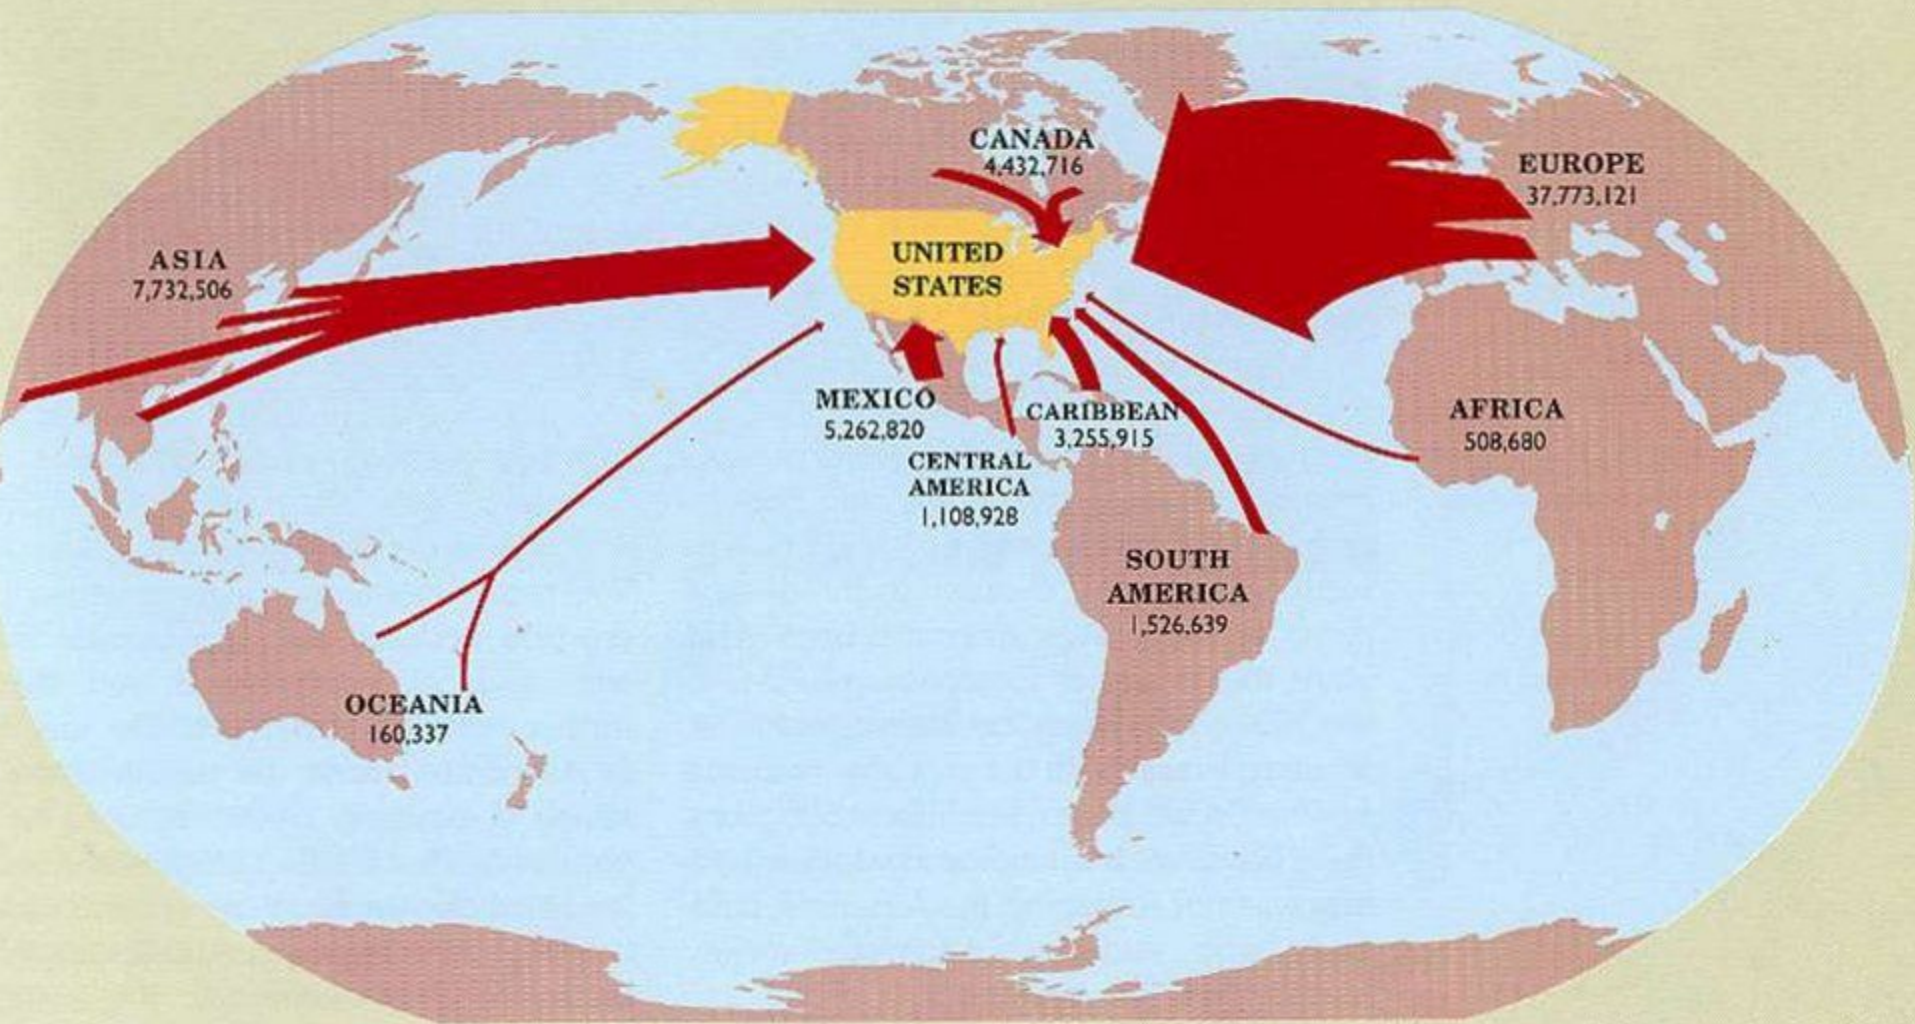 CANADA
4,432,716
EUROPE
37,773,121
ASIA
7,732,506
UNITED
STATES
MEXICO
5,262,820
CARIBBEAN
3,255,915
AFRICA
508,680
CENTRAL
AMERICA
1,108,928
SOUTH
AMERICA
1,526,639
OCEANIA
160,337